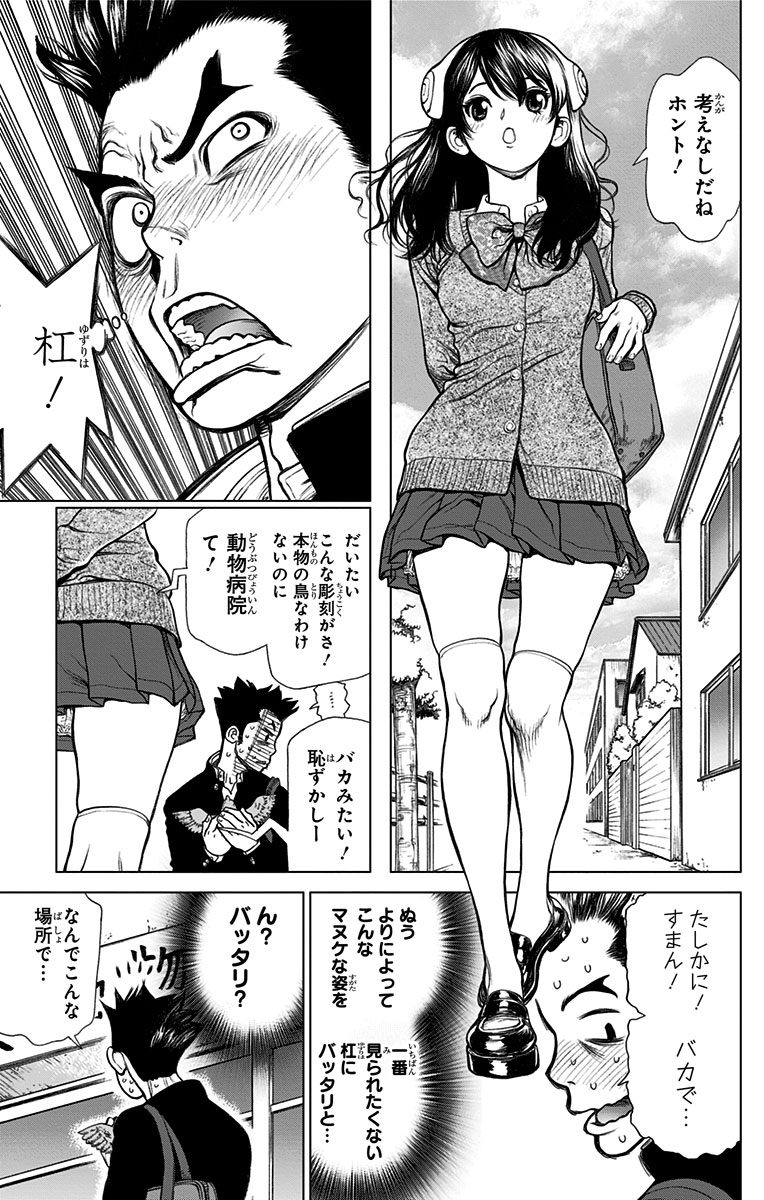 考えなしだね
ホント！
杠！
だいたい
こんな彫刻がさ！
本物の鳥なわけ
ないのに
動物病院
て！
……
バカみたい！
恥ずかしー
たしかに！
すまん！
バカで…
ぬう
よりによって
こんな
マヌケな姿を
一番
見られたくない
杠に
バッタリと…
ん？
バッタリ？
なんでこんな
場所で…